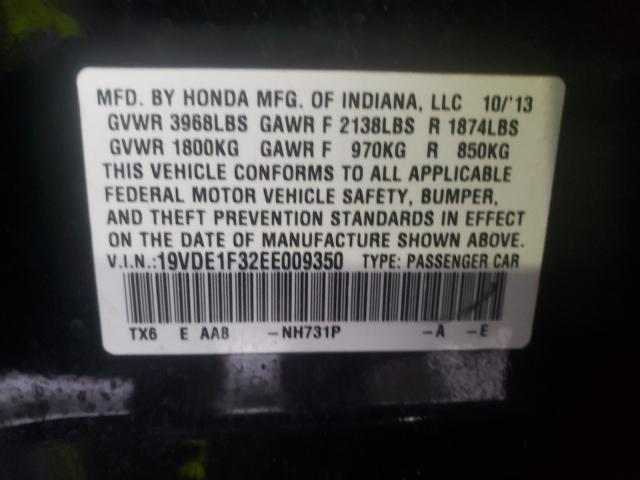 MFD. BY HONDA MFG. OF INDIANA, LLC 10/'13
GVWR 3968LBS GAWR F 2138LBS R 1874LBS
GVWR 1800KG GAWR F 970KG R 850KG
THIS VEHICLE CONFORMS TO ALL APPLICABLE
FEDERAL MOTOR VEHICLE SAFETY, BUMPER,
AND THEFT PREVENTION STANDARDS IN EFFECT
ON THE DATE OF MANUFACTURE SHOWN ABOVE.
V.I.N.:19VDE1F32EE009350 TYPE: PASSENGER CAR
TX6 E AA8 -NH731P -A -E